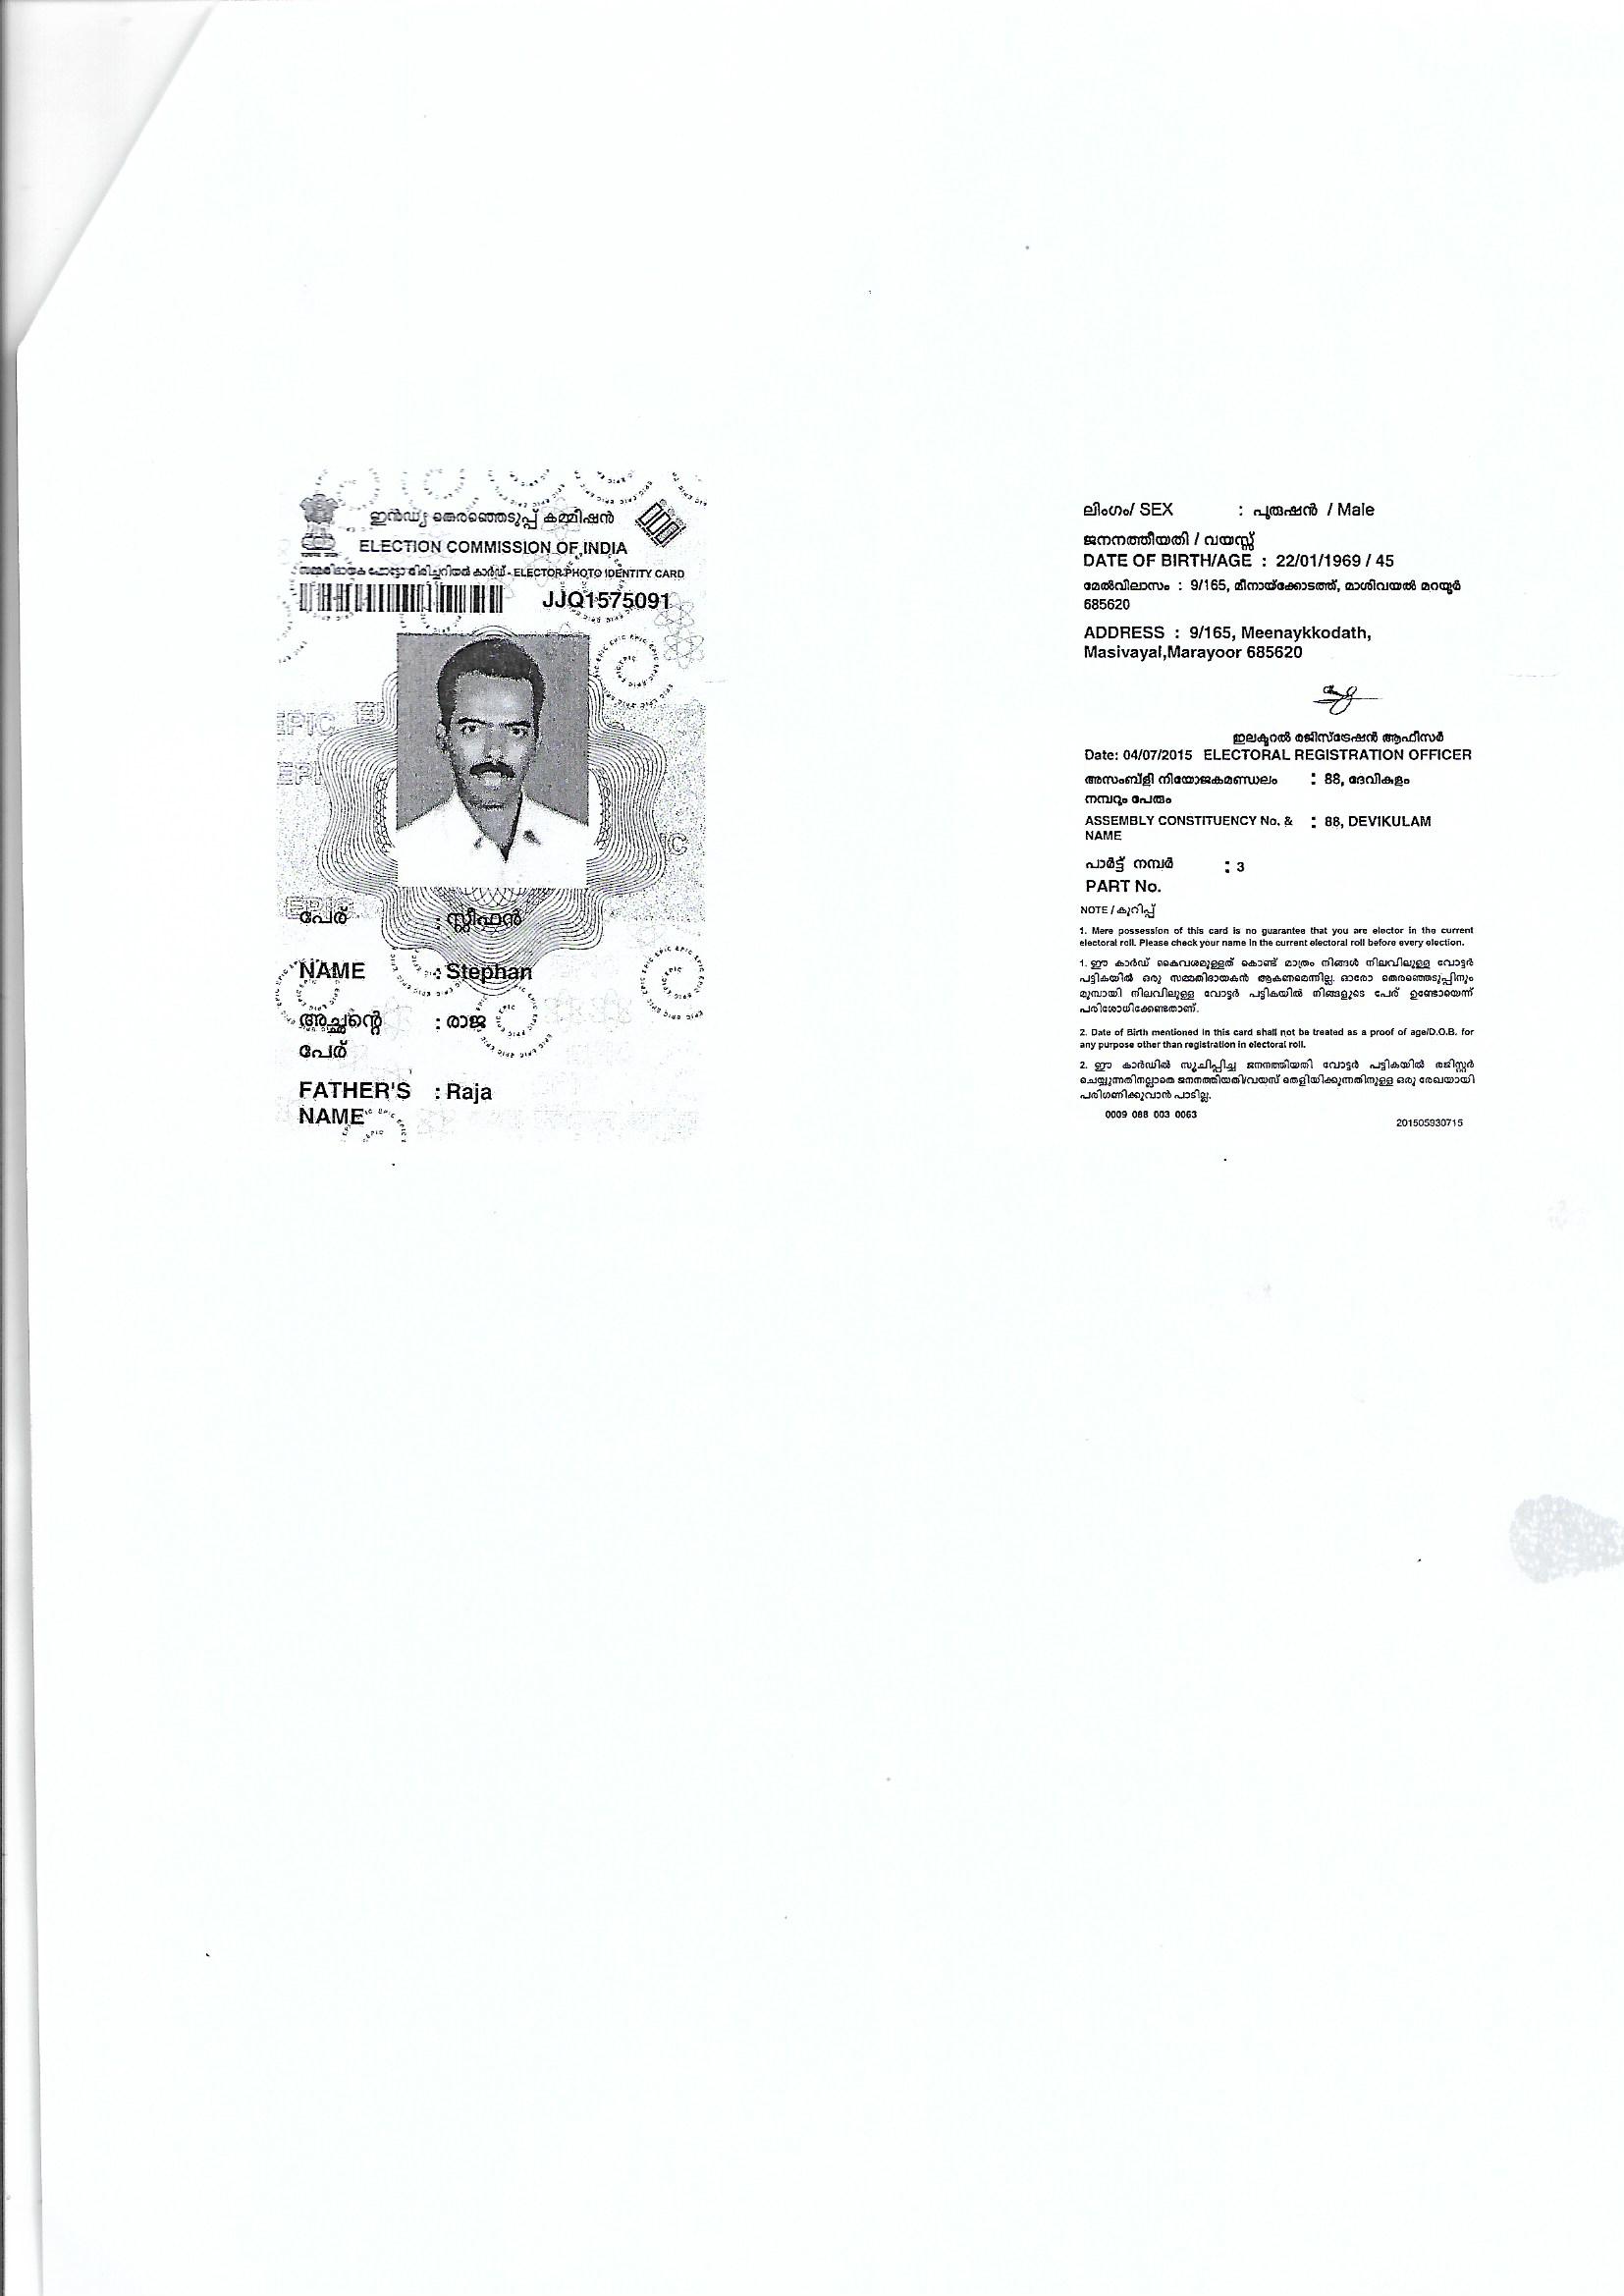 ഇൻഡ്യ തെരഞ്ഞെടുപ്പ് കമ്മീഷൻ
ELECTION COMMISSION OF INDIA
കാർഡ് - ELECTOR PHOTO IDENTITY CARD
JJQ1575091
പേര് : സ്റ്റീഫൻ
NAME : Stephan
അച്ഛന്റെ : രാജ
പേര്
FATHER'S : Raja
NAME
ലിംഗം/ SEX : പുരുഷൻ / Male
ജനനത്തീയതി / വയസ്സ്
DATE OF BIRTH/AGE : 22/01/1969 / 45
മേൽവിലാസം : 9/165, മീനായ്ക്കോടത്ത്, മാശിവയൽ മറയൂർ
685620
ADDRESS : 9/165, Meenaykkodath,
Masivayal,Marayoor 685620
ഇലക്ടറൽ രജിസ്ട്രേഷൻ ആഫീസർ
Date: 04/07/2015 ELECTORAL REGISTRATION OFFICER
അസംബ്ളി നിയോജകമണ്ഡലം : 88, ദേവികുളം
നമ്പറും പേരും
ASSEMBLY CONSTITUENCY No. & : 88, DEVIKULAM
NAME
പാർട്ട് നമ്പർ : 3
PART No.
NOTE / കുറിപ്പ്
1. Mere possession of this card is no guarantee that you are elector in the current
electoral roll. Please check your name in the current electoral roll before every election.
1. ഈ കാർഡ് കൈവശമുള്ളത് കൊണ്ട് മാത്രം നിങ്ങൾ നിലവിലുള്ള വോട്ടർ
പട്ടികയിൽ ഒരു സമ്മതിദായകൻ ആകണമെന്നില്ല. ഓരോ തെരഞ്ഞെടുപ്പിനും
മുമ്പായി നിലവിലുള്ള വോട്ടർ പട്ടികയിൽ നിങ്ങളുടെ പേര് ഉണ്ടോയെന്ന്
പരിശോധിക്കേണ്ടതാണ്.
2. Date of Birth mentioned in this card shall not be treated as a proof of age/D.O.B. for
any purpose other than registration in electoral roll.
2. ഈ കാർഡിൽ സൂചിപ്പിച്ച ജനനത്തിയതി വോട്ടർ പട്ടികയിൽ രജിസ്റ്റർ
ചെയ്യുന്നതിനല്ലാതെ ജനനത്തിയതി/വയസ് തെളിയിക്കുന്നതിനുള്ള ഒരു രേഖയായി
പരിഗണിക്കുവാൻ പാടില്ല.
0009 088 003 0063
201505930715